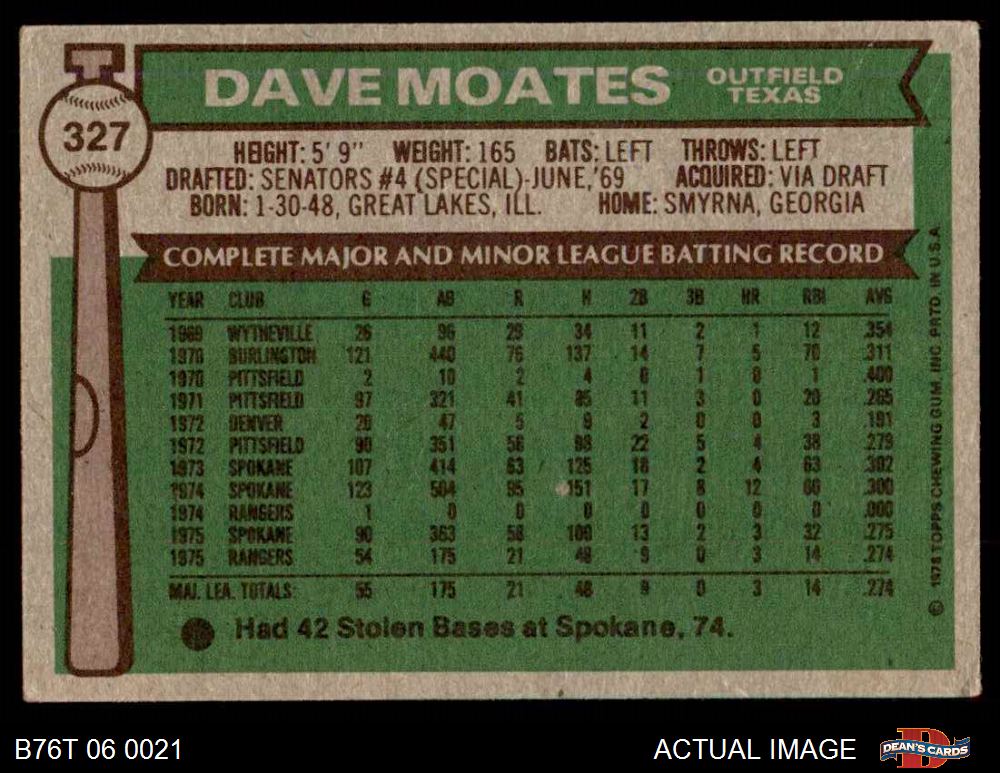 DAVE MOATES
OUTFIELD
TEXAS
327
HEIGHT: 5' 9" WEIGHT: 165 BATS: LEFT THROWS: LEFT
DRAFTED: SENATORS #4 (SPECIAL)-JUNE,'69 ACQUIRED: VIA DRAFT
BORN: 1-30-48, GREAT LAKES, ILL. HOME: SMYRNA, GEORGIA
COMPLETE MAJOR AND MINOR LEAGUE BATTING RECORD
YEAR CLUB G AB R H 2B 3B HR RBI AVG
1969 WYTHEVILLE 26 96 29 34 11 2 1 12 .354
1970 BURLINGTON 121 440 76 137 14 7 5 70 .311
1970 PITTSFIELD 2 10 2 4 0 1 0 1 .400
1971 PITTSFIELD 97 321 41 85 11 3 0 20 .265
1972 DENVER 20 47 5 9 2 0 0 3 .191
1972 PITTSFIELD 90 351 56 98 22 5 4 38 .279
1973 SPOKANE 107 414 63 125 18 2 4 63 .302
1974 SPOKANE 123 504 95 151 17 8 12 60 .300
1974 RANGERS 1 0 0 0 0 0 0 0 .000
1975 SPOKANE 90 363 58 100 13 2 3 32 .275
1975 RANGERS 54 175 21 48 9 0 3 14 .274
MAJ. LEA. TOTALS: 55 175 21 48 9 0 3 14 .274
Had 42 Stolen Bases at Spokane, 74.
© 1976 TOPPS CHEWING GUM, INC. PRTD. IN U.S.A.
B76T 06 0021
ACTUAL IMAGE
DEAN'S CARDS